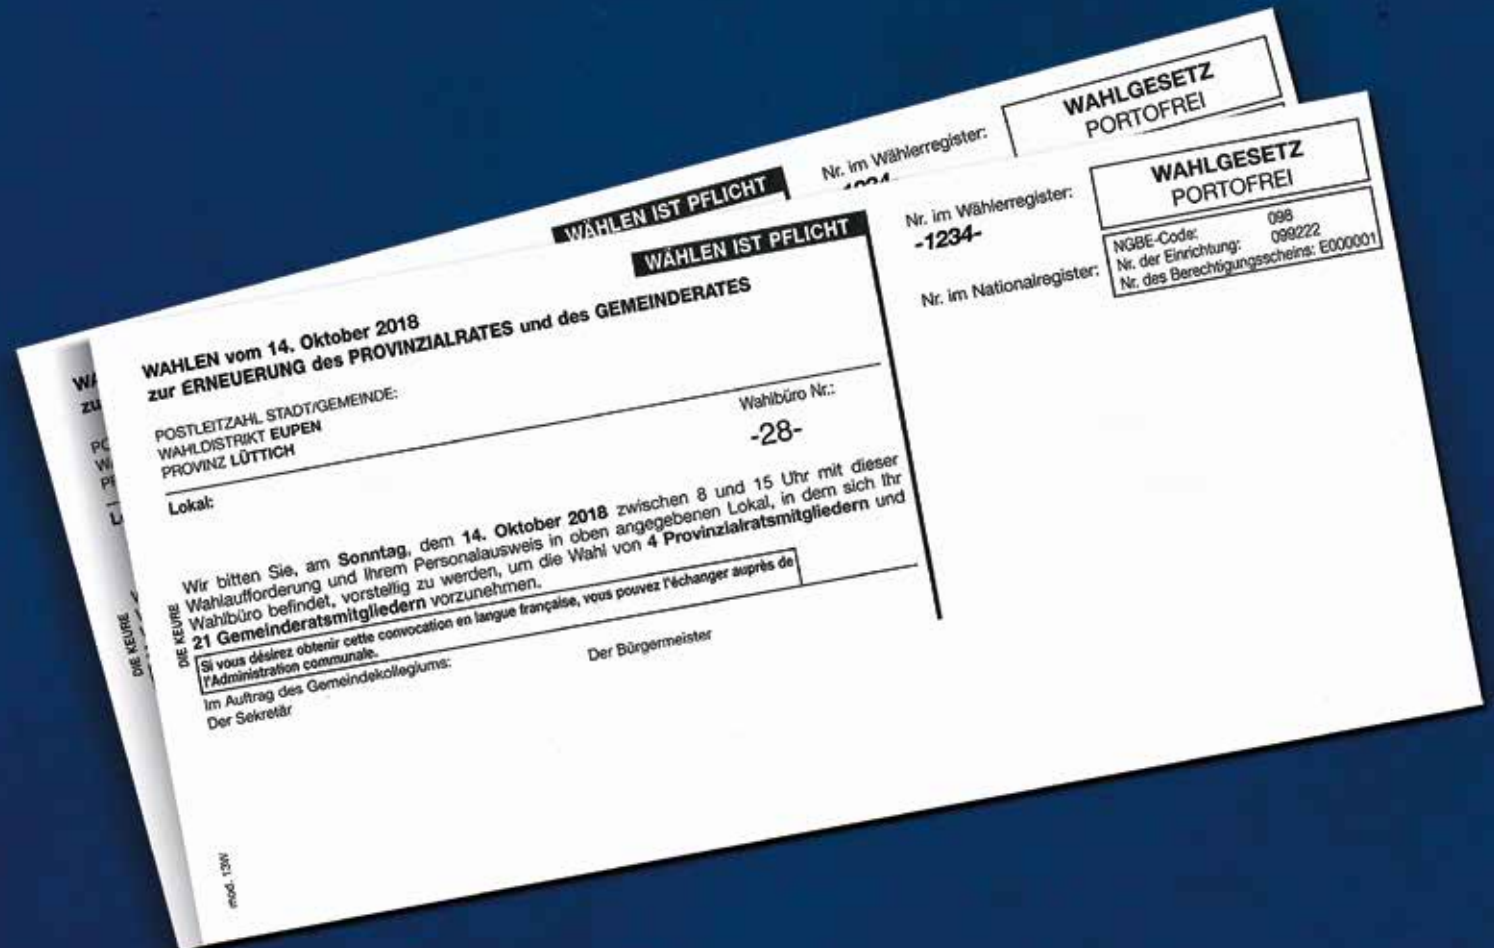 WAHLGESETZ
PORTOFREI
Nr. im Wählerregister:
-1234-
WÄHLEN IST PFLICHT
DIE KEURE
WAHLGESETZ
PORTOFREI
NGBE-Code: 098
Nr. der Einrichtung: 099222
Nr. des Berechtigungsscheins: E000001
Nr. im Wählerregister:
-1234-
Nr. im Nationalregister:
WÄHLEN IST PFLICHT
WAHLEN vom 14. Oktober 2018
zur ERNEUERUNG des PROVINZIALRATES und des GEMEINDERATES
POSTLEITZAHL STADT/GEMEINDE:
WAHLDISTRIKT EUPEN
PROVINZ LÜTTICH
Wahlbüro Nr.:
-28-
Lokal:
Wir bitten Sie, am Sonntag, dem 14. Oktober 2018 zwischen 8 und 15 Uhr mit dieser
Wahlaufforderung und Ihrem Personalausweis in oben angegebenen Lokal, in dem sich Ihr
Wahlbüro befindet, vorstellig zu werden, um die Wahl von 4 Provinzialratsmitgliedern und
21 Gemeinderatsmitgliedern vorzunehmen.
Si vous désirez obtenir cette convocation en langue française, vous pouvez l'échanger auprès de
l'Administration communale.
Im Auftrag des Gemeindekollegiums:
Der Sekretär
Der Bürgermeister
DIE KEURE
mod. 13W